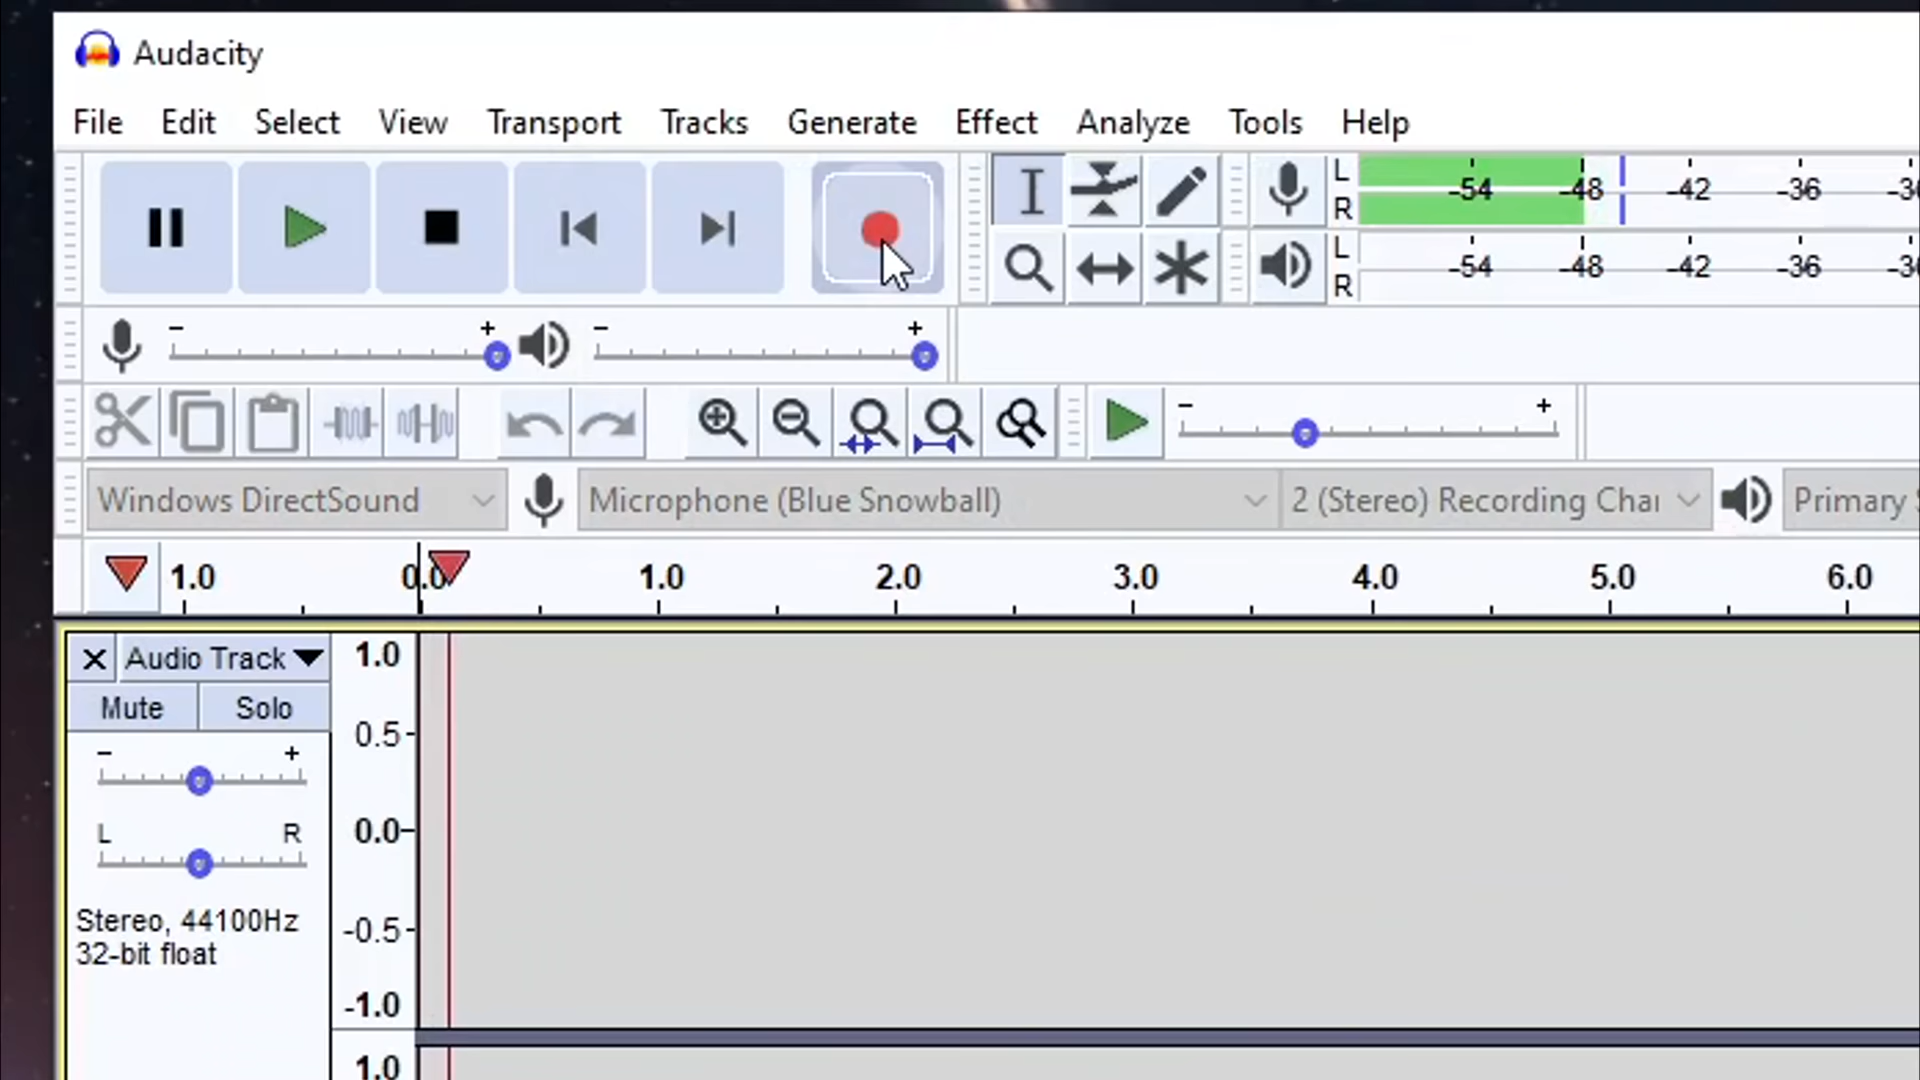 Audacity
File Edit Select View Transport Tracks Generate Effect Analyze Tools Help
L -54 -48 -42 -36
R
L -54 -48 -42 -36
R
- + - +
- +
Windows DirectSound Microphone (Blue Snowball) 2 (Stereo) Recording Chai Primary
1.0 0.0 1.0 2.0 3.0 4.0 5.0 6.0
Audio Track 1.0
Mute Solo
0.5
- +
L R 0.0
Stereo, 44100Hz -0.5
32-bit float
-1.0
1.0